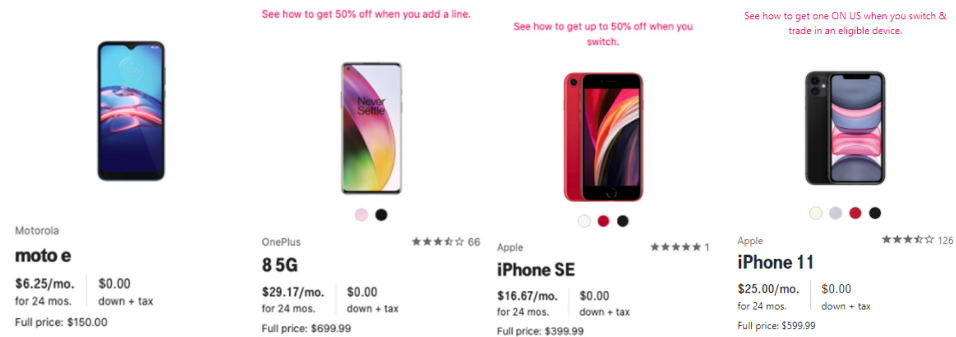 Motorola
moto e
$6.25/mo.
for 24 mos.
$0.00
down + tax
Full price: $150.00
See how to get 50% off when you add a line.
Never
Settle
OnePlus
66
8 5G
$29.17/mo.
for 24 mos.
$0.00
down + tax
Full price: $699.99
See how to get up to 50% off when you
switch.
Apple
1
iPhone SE
$16.67/mo.
for 24 mos.
$0.00
down + tax
Full price: $399.99
See how to get one ON US when you switch &
trade in an eligible device.
Apple
126
iPhone 11
$25.00/mo.
for 24 mos.
$0.00
down + tax
Full price: $599.99